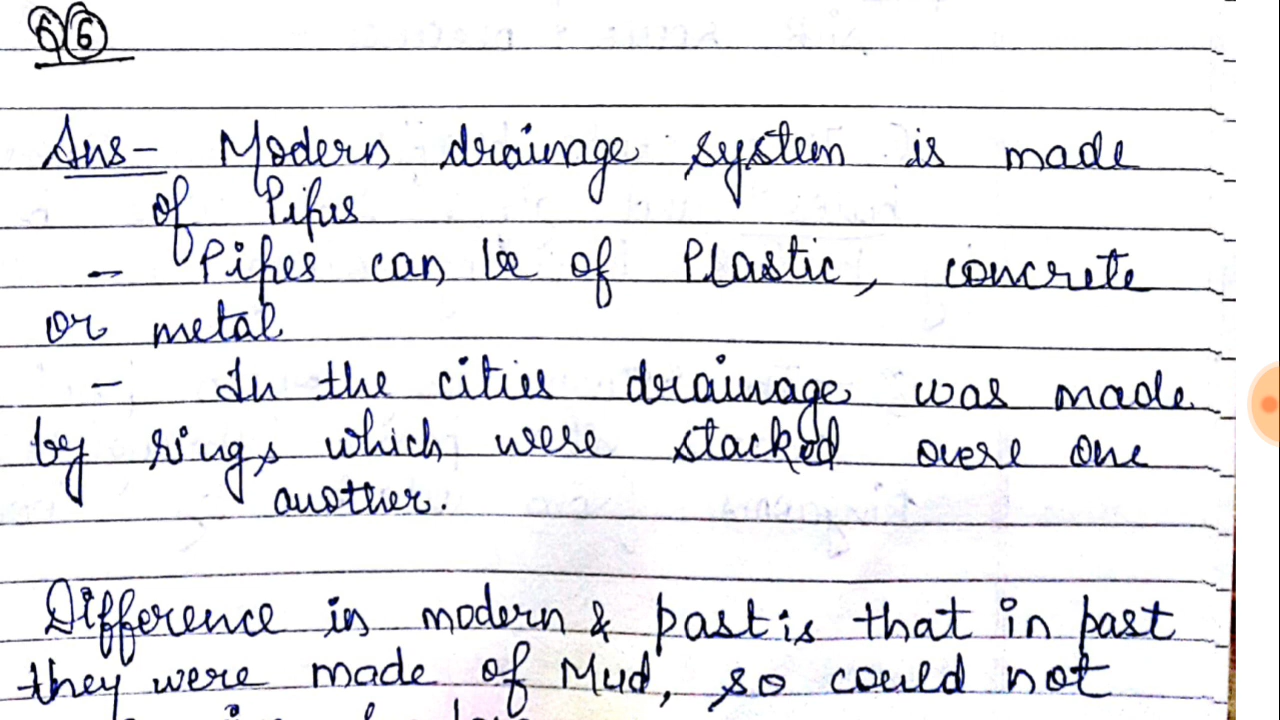 Q 6
Ans- Modern drainage system is made
of Pipes
- Pipes can be of Plastic, concrete
or metal
- In the cities drainage was made
by rings which were stacked over one
another.
Difference in modern & past is that in past
they were made of Mud, so could not